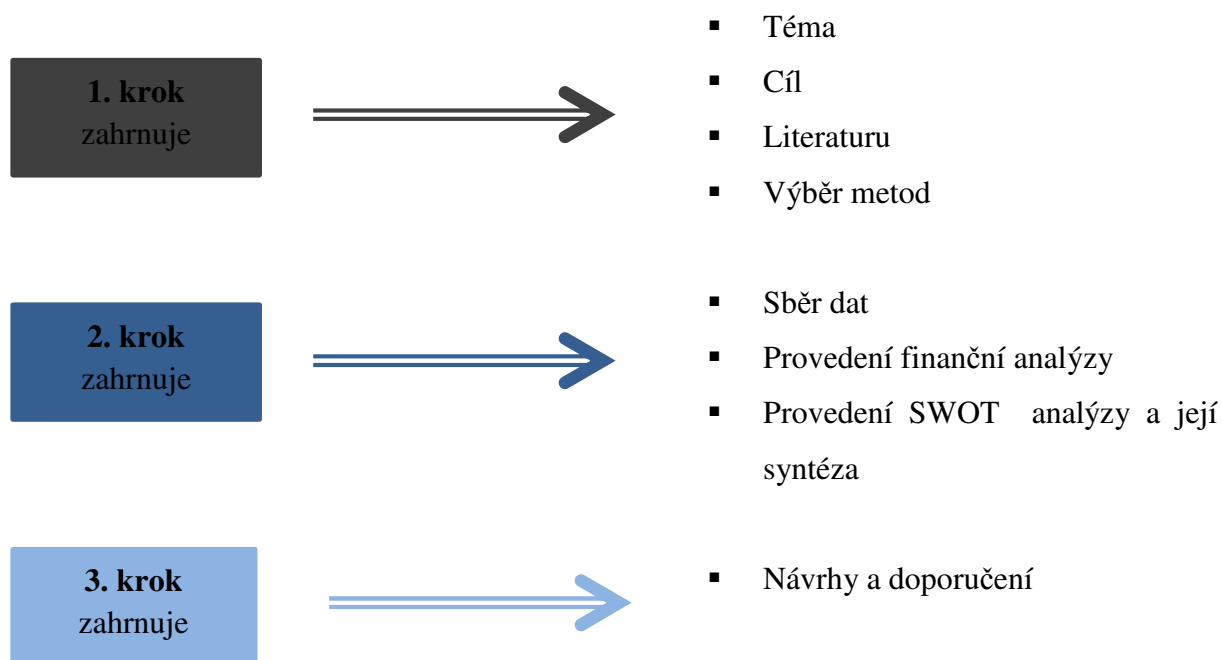 1. krok
zahrnuje
▪ Téma
▪ Cíl
▪ Literaturu
▪ Výběr metod
2. krok
zahrnuje
▪ Sběr dat
▪ Provedení finanční analýzy
▪ Provedení SWOT analýzy a její
syntéza
3. krok
zahrnuje
▪ Návrhy a doporučení